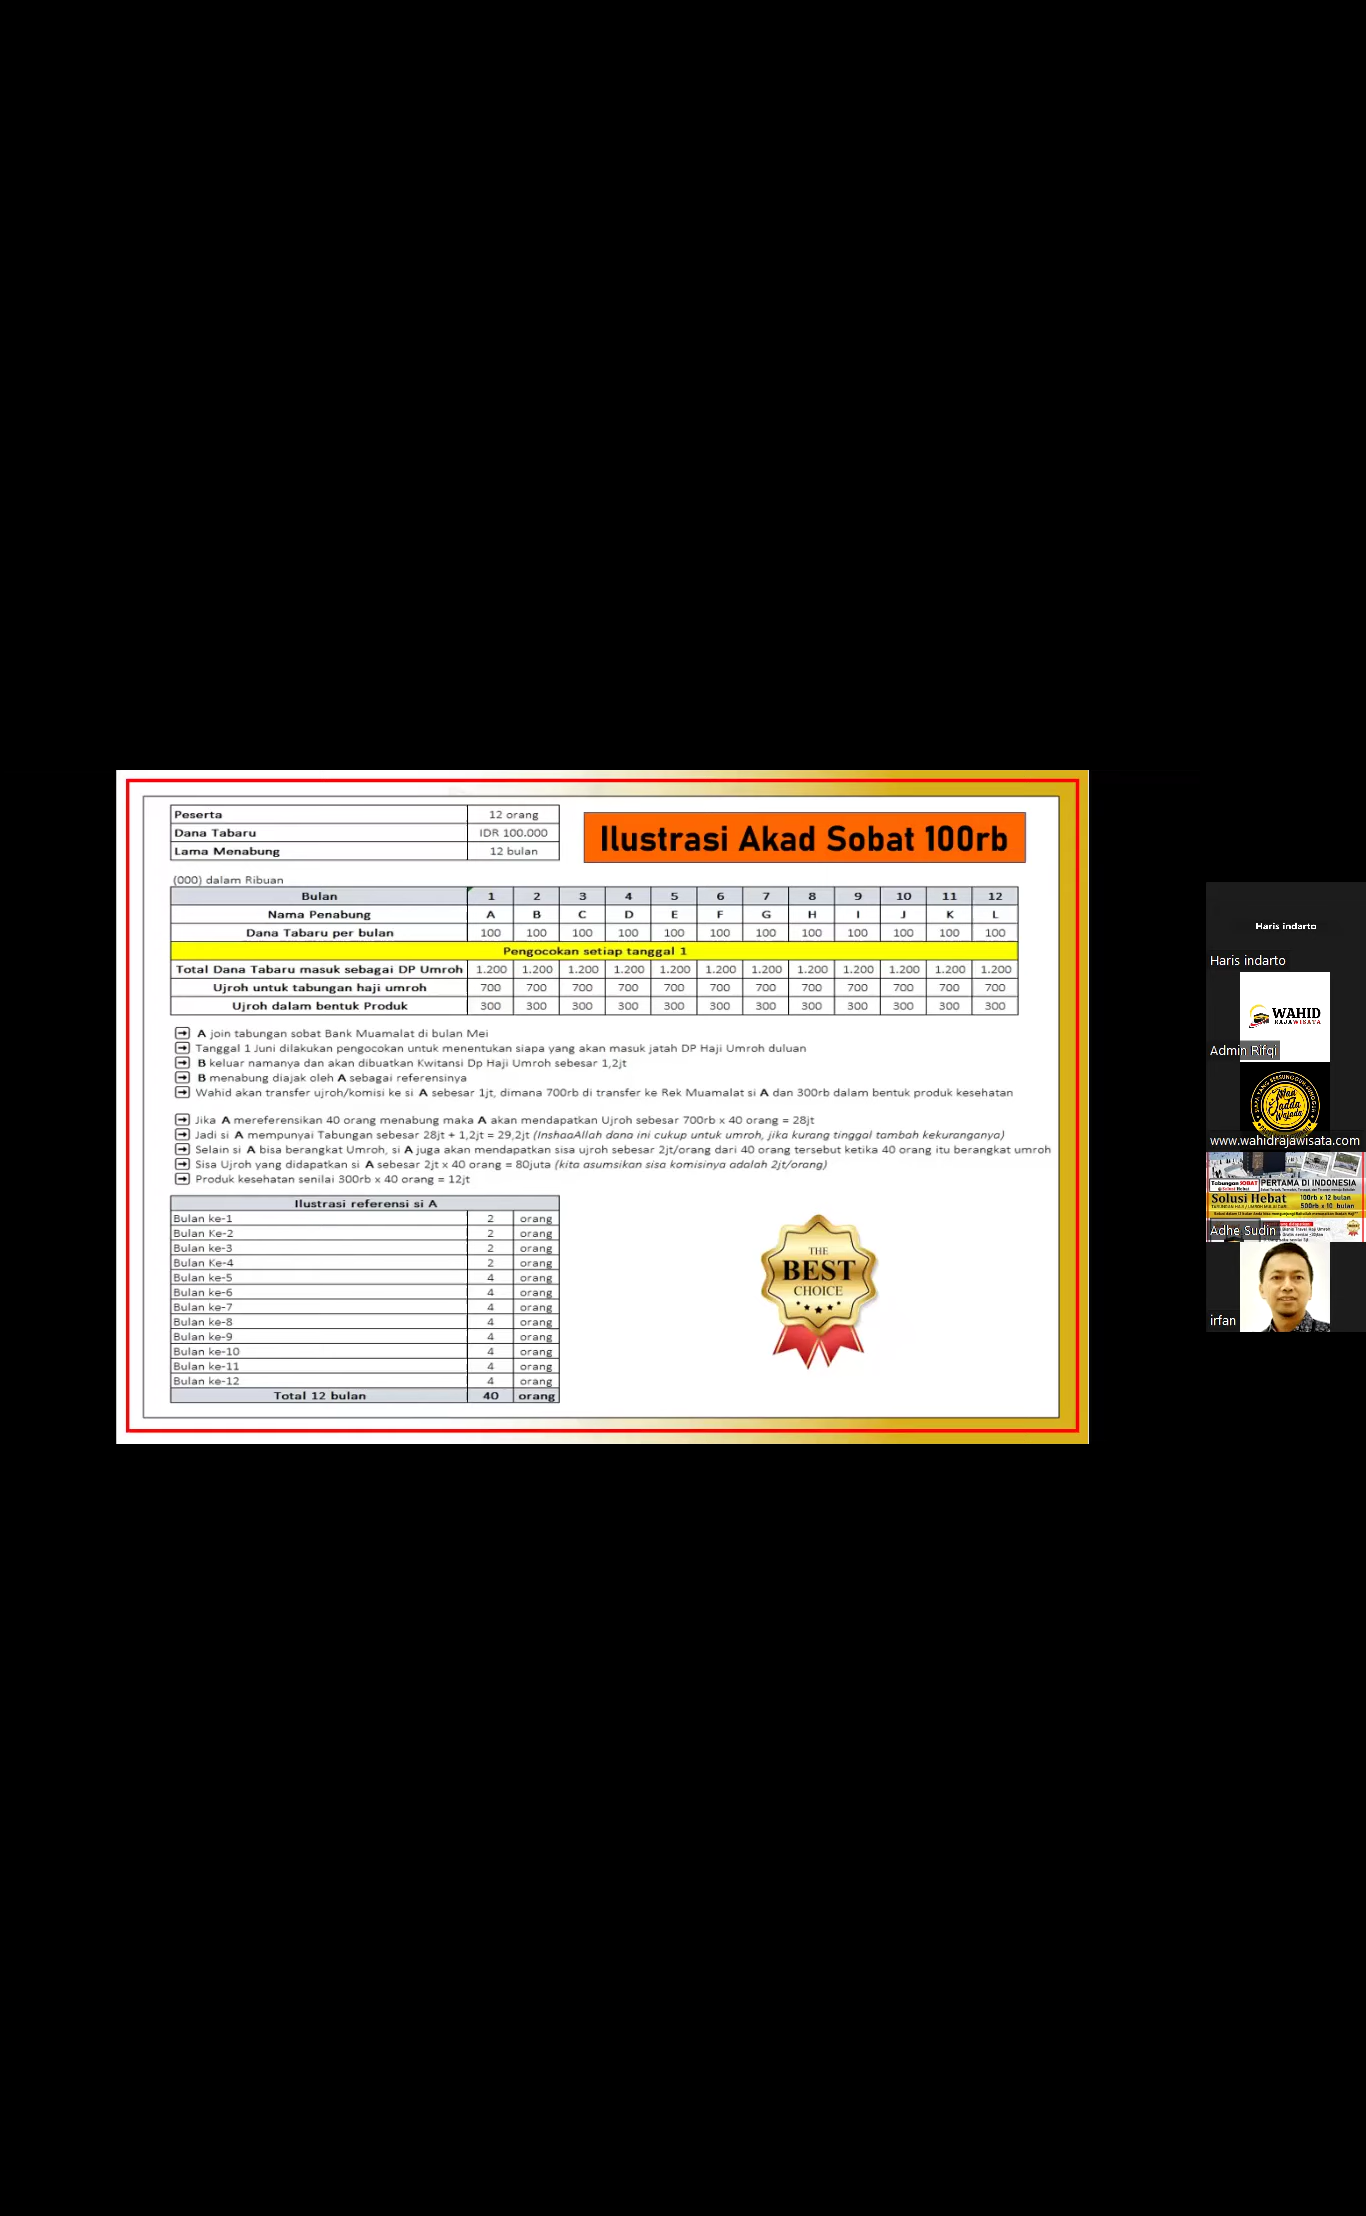 Peserta 12 orang
Dana Tabaru IDR 100.000
Lama Menabung 12 bulan
Ilustrasi Akad Sobat 100rb
(000) dalam Ribuan
Bulan 1 2 3 4 5 6 7 8 9 10 11 12
Nama Penabung A B C D E F G H I J K L
Dana Tabaru per bulan 100 100 100 100 100 100 100 100 100 100 100 100
Pengocokan setiap tanggal 1
Total Dana Tabaru masuk sebagai DP Umroh 1.200 1.200 1.200 1.200 1.200 1.200 1.200 1.200 1.200 1.200 1.200 1.200
Ujroh untuk tabungan haji umroh 700 700 700 700 700 700 700 700 700 700 700 700
Ujroh dalam bentuk Produk 300 300 300 300 300 300 300 300 300 300 300 300
A join tabungan sobat Bank Muamalat di bulan Mei
Tanggal 1 Juni dilakukan pengocokan untuk menentukan siapa yang akan masuk jatah DP Haji Umroh duluan
B keluar namanya dan akan dibuatkan Kwitansi Dp Haji Umroh sebesar 1,2jt
B menabung diajak oleh A sebagai referensinya
Wahid akan transfer ujroh/komisi ke si A sebesar 1jt, dimana 700rb di transfer ke Rek Muamalat si A dan 300rb dalam bentuk produk kesehatan
Jika A mereferensikan 40 orang menabung maka A akan mendapatkan Ujroh sebesar 700rb x 40 orang = 28jt
Jadi si A mempunyai Tabungan sebesar 28jt + 1,2jt = 29,2jt (InshaaAllah dana ini cukup untuk umroh, jika kurang tinggal tambah kekuranganya)
Selain si A bisa berangkat Umroh, si A juga akan mendapatkan sisa ujroh sebesar 2jt/orang dari 40 orang tersebut ketika 40 orang itu berangkat umroh
Sisa Ujroh yang didapatkan si A sebesar 2jt x 40 orang = 80juta (kita asumsikan sisa komisinya adalah 2jt/orang)
Produk kesehatan senilai 300rb x 40 orang = 12jt
Ilustrasi referensi si A
Bulan ke-1 2 orang
Bulan Ke-2 2 orang
Bulan ke-3 2 orang
Bulan Ke-4 2 orang
Bulan ke-5 4 orang
Bulan ke-6 4 orang
Bulan ke-7 4 orang
Bulan ke-8 4 orang
Bulan ke-9 4 orang
Bulan ke-10 4 orang
Bulan ke-11 4 orang
Bulan ke-12 4 orang
Total 12 bulan 40 orang
THE
BEST
CHOICE
Haris indarto
Haris indarto
WAHID
RAJAWISATA
Admin Rifqi
Man
Jadda
Wajada
www.wahidrajawisata.com
Tabungan SOBAT PERTAMA DI INDONESIA
Solusi Hebat 100rb x 12 bulan
500rb x 10 bulan
Adhe Sudin
irfan